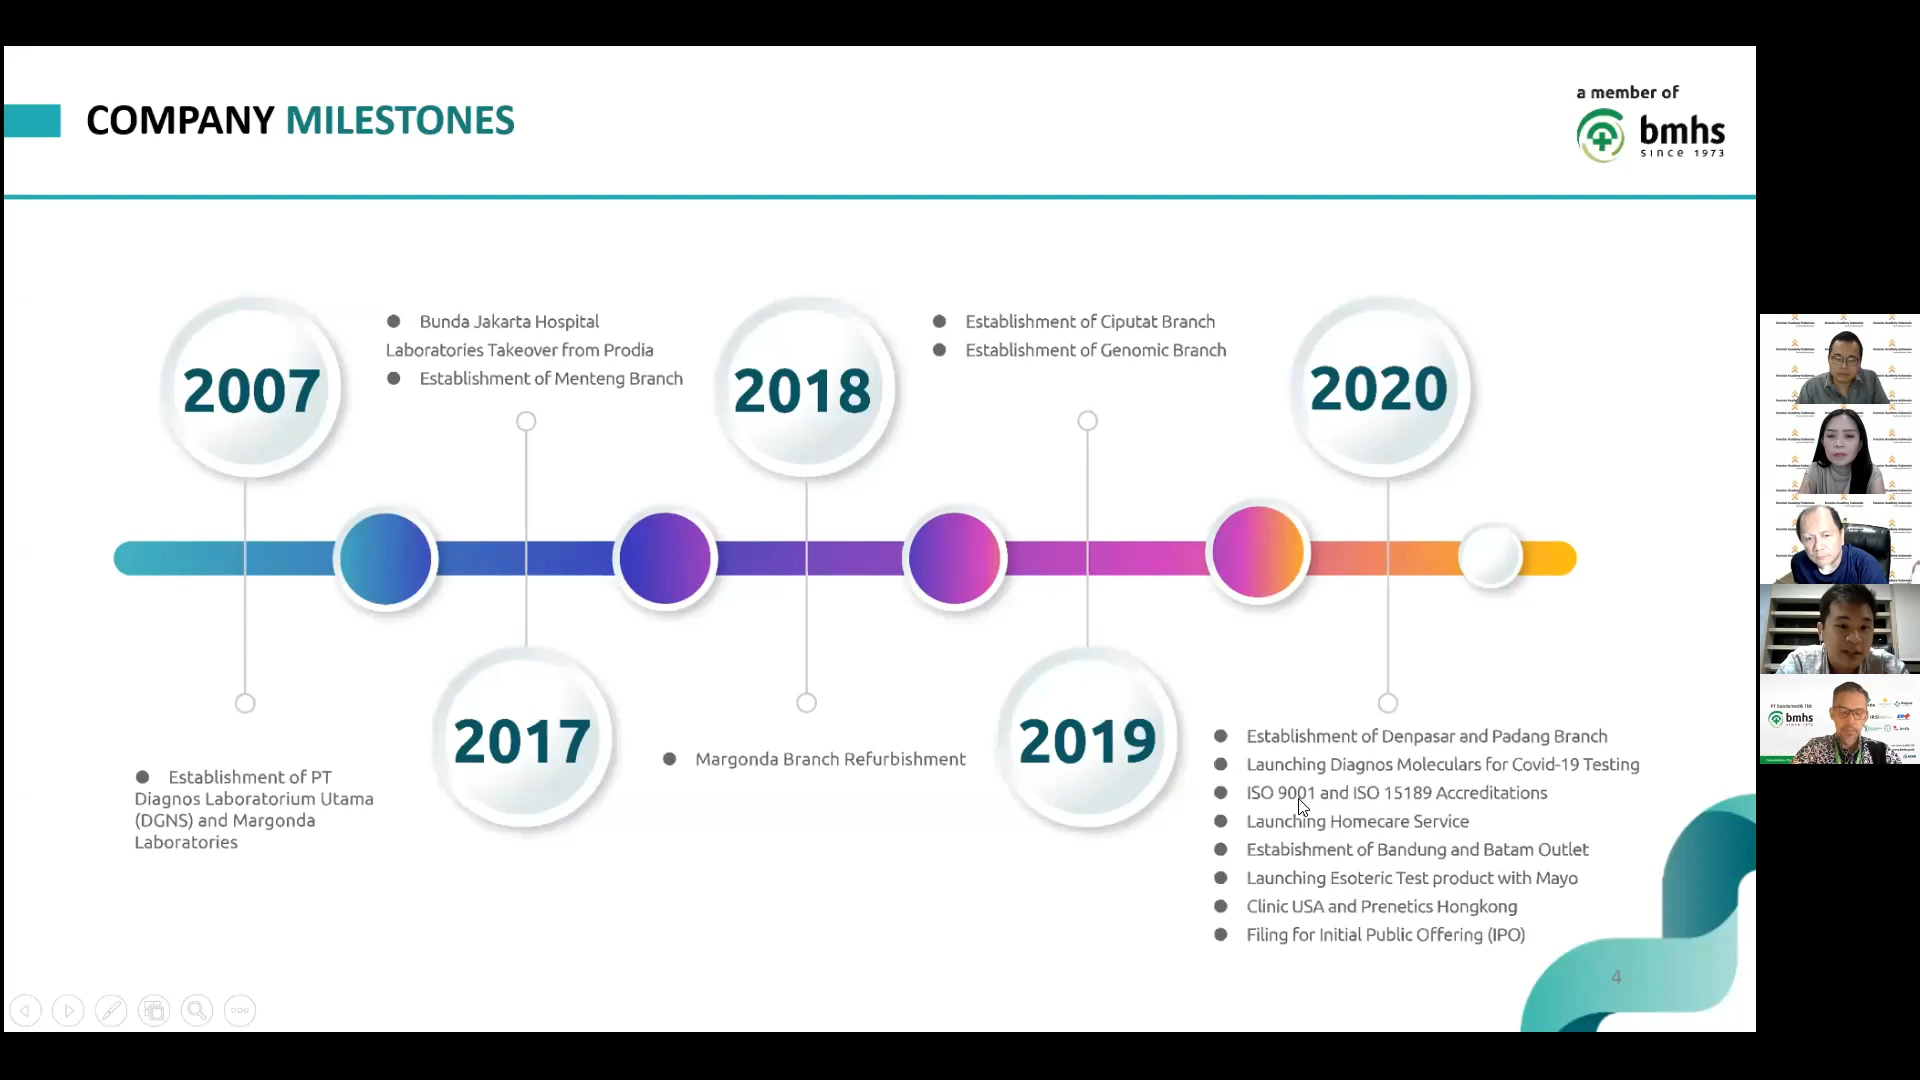 COMPANY MILESTONES
a member of
bmhs
since 1973
2007
Establishment of PT
Diagnos Laboratorium Utama
(DGNS) and Margonda
Laboratories
Bunda Jakarta Hospital
Laboratories Takeover from Prodia
Establishment of Menteng Branch
2017
2018
Margonda Branch Refurbishment
Establishment of Ciputat Branch
Establishment of Genomic Branch
2019
2020
Establishment of Denpasar and Padang Branch
Launching Diagnos Moleculars for Covid-19 Testing
ISO 9001 and ISO 15189 Accreditations
Launching Homecare Service
Estabishment of Bandung and Batam Outlet
Launching Esoteric Test product with Mayo
Clinic USA and Prenetics Hongkong
Filing for Initial Public Offering (IPO)
4
PT Bundamedik Tbk
bmhs